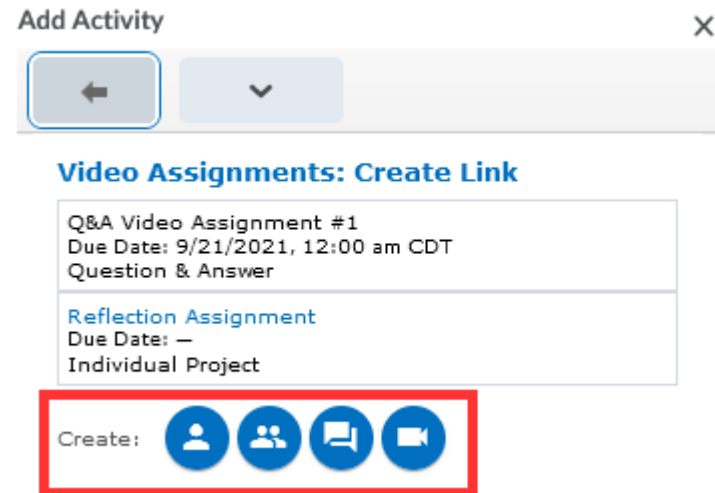 Add Activity
Video Assignments: Create Link
Q&A Video Assignment #1
Due Date: 9/21/2021, 12:00 am CDT
Question & Answer
Reflection Assignment
Due Date: —
Individual Project
Create: